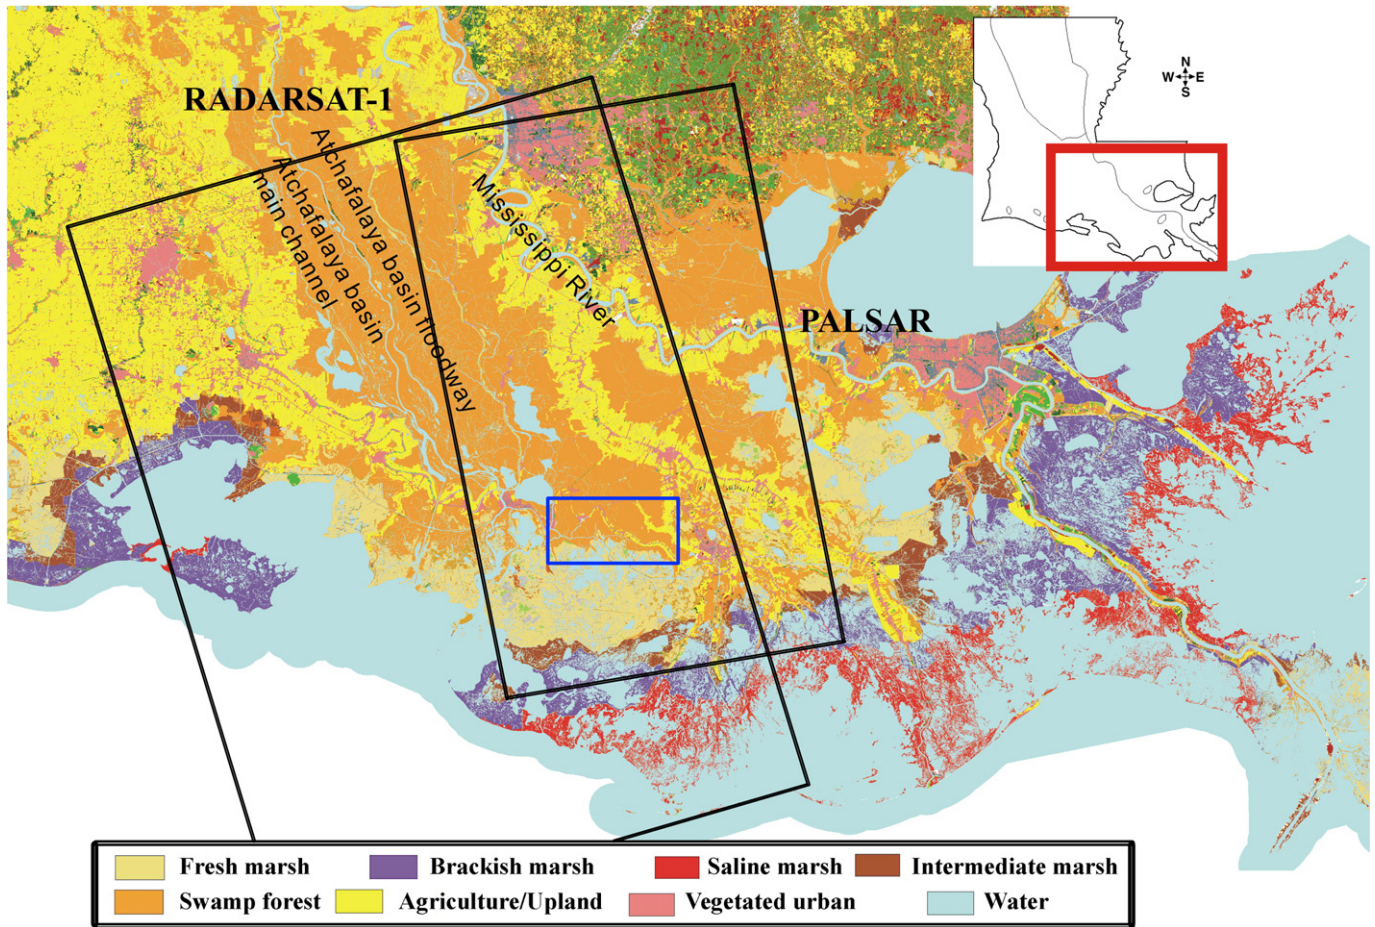 RADARSAT-1
N
W E
S
Atchafalaya basin floodway
Atchafalaya basin
main channel
Mississippi River
PALSAR
Fresh marsh
Brackish marsh
Saline marsh
Intermediate marsh
Swamp forest
Agriculture/Upland
Vegetated urban
Water